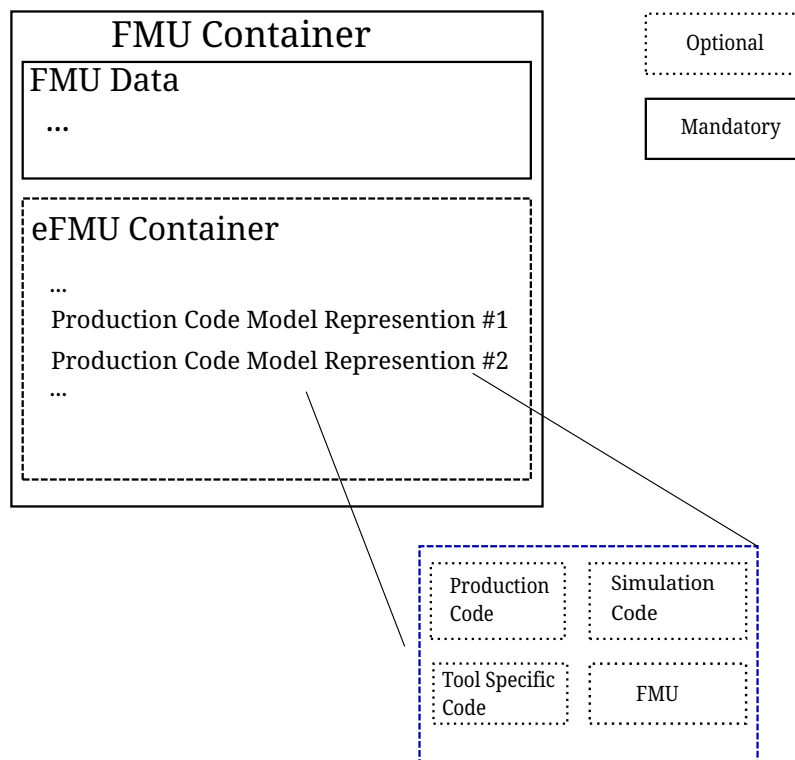 FMU Container
FMU Data
...
eFMU Container
...
Production Code Model Represention #1
Production Code Model Represention #2
...
Optional
Mandatory
Production
Code
Simulation
Code
Tool Specific
Code
FMU